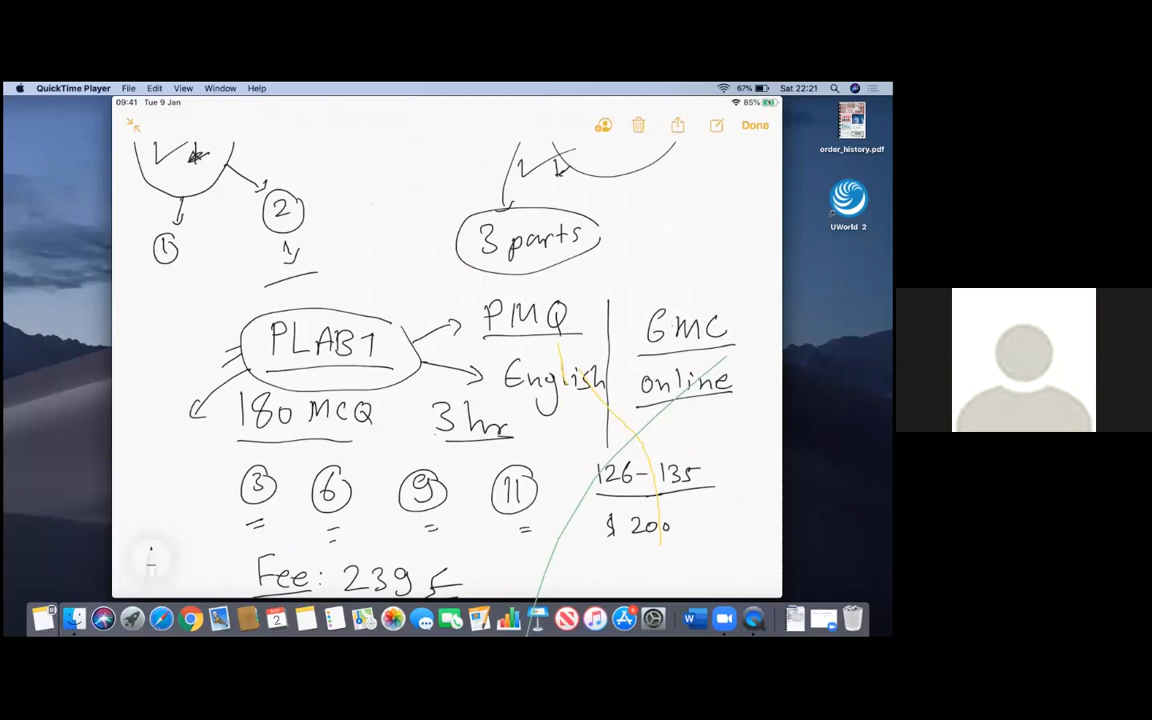 QuickTime Player File Edit View Window Help 67% Sat 22:21
09:41 Tue 9 Jan 85%
Done
order_history.pdf
UWorld 2
1
2
3 parts
PLAB1
PMQ
English
GMC
online
180 MCQ 3 hr
3 6 9 11
126-135
$ 200
Fee: 239